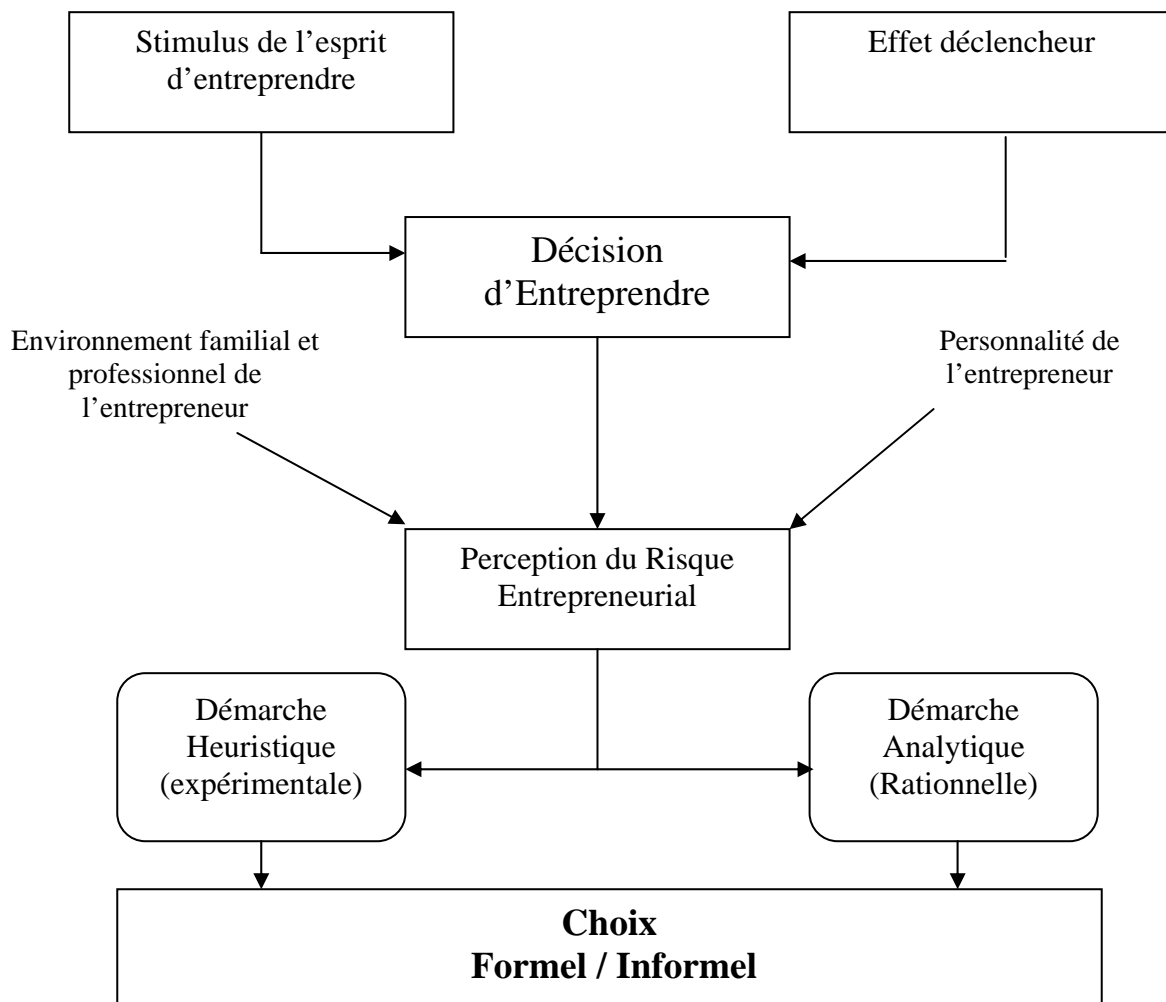 Stimulus de l’esprit
d’entreprendre
Effet déclencheur
Décision
d’Entreprendre
Environnement familial et
professionnel de
l’entrepreneur
Personnalité de
l’entrepreneur
Perception du Risque
Entrepreneurial
Démarche
Heuristique
(expérimentale)
Démarche
Analytique
(Rationnelle)
Choix
Formel / Informel